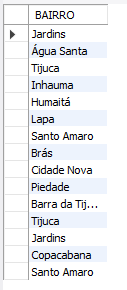 BAIRRO
Jardins
Água Santa
Tijuca
Inhauma
Humaitá
Lapa
Santo Amaro
Brás
Cidade Nova
Piedade
Barra da Tij...
Tijuca
Jardins
Copacabana
Santo Amaro